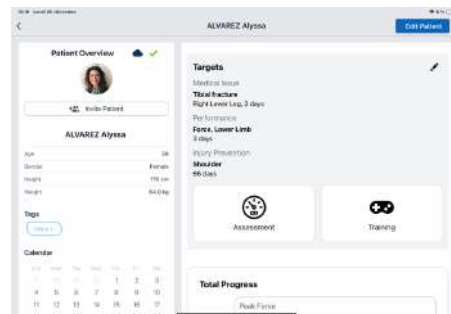 ALVAREZ Alyssa
Edit Patient
Patient Overview
Invite Patient
ALVAREZ Alyssa
Age
Gender Female
Height
Weight 64.0 kg
Tags
Calendar
1 2 3
4 5 6 7 8 9 10
11 12 13 14 15 16 17
Targets
Medical Issue
Tibial fracture
Right Lower Leg, 3 days
Performance
Force, Lower Limb
3 days
Injury Prevention
Shoulder
66 days
Assessment
Training
Total Progress
Peak Force